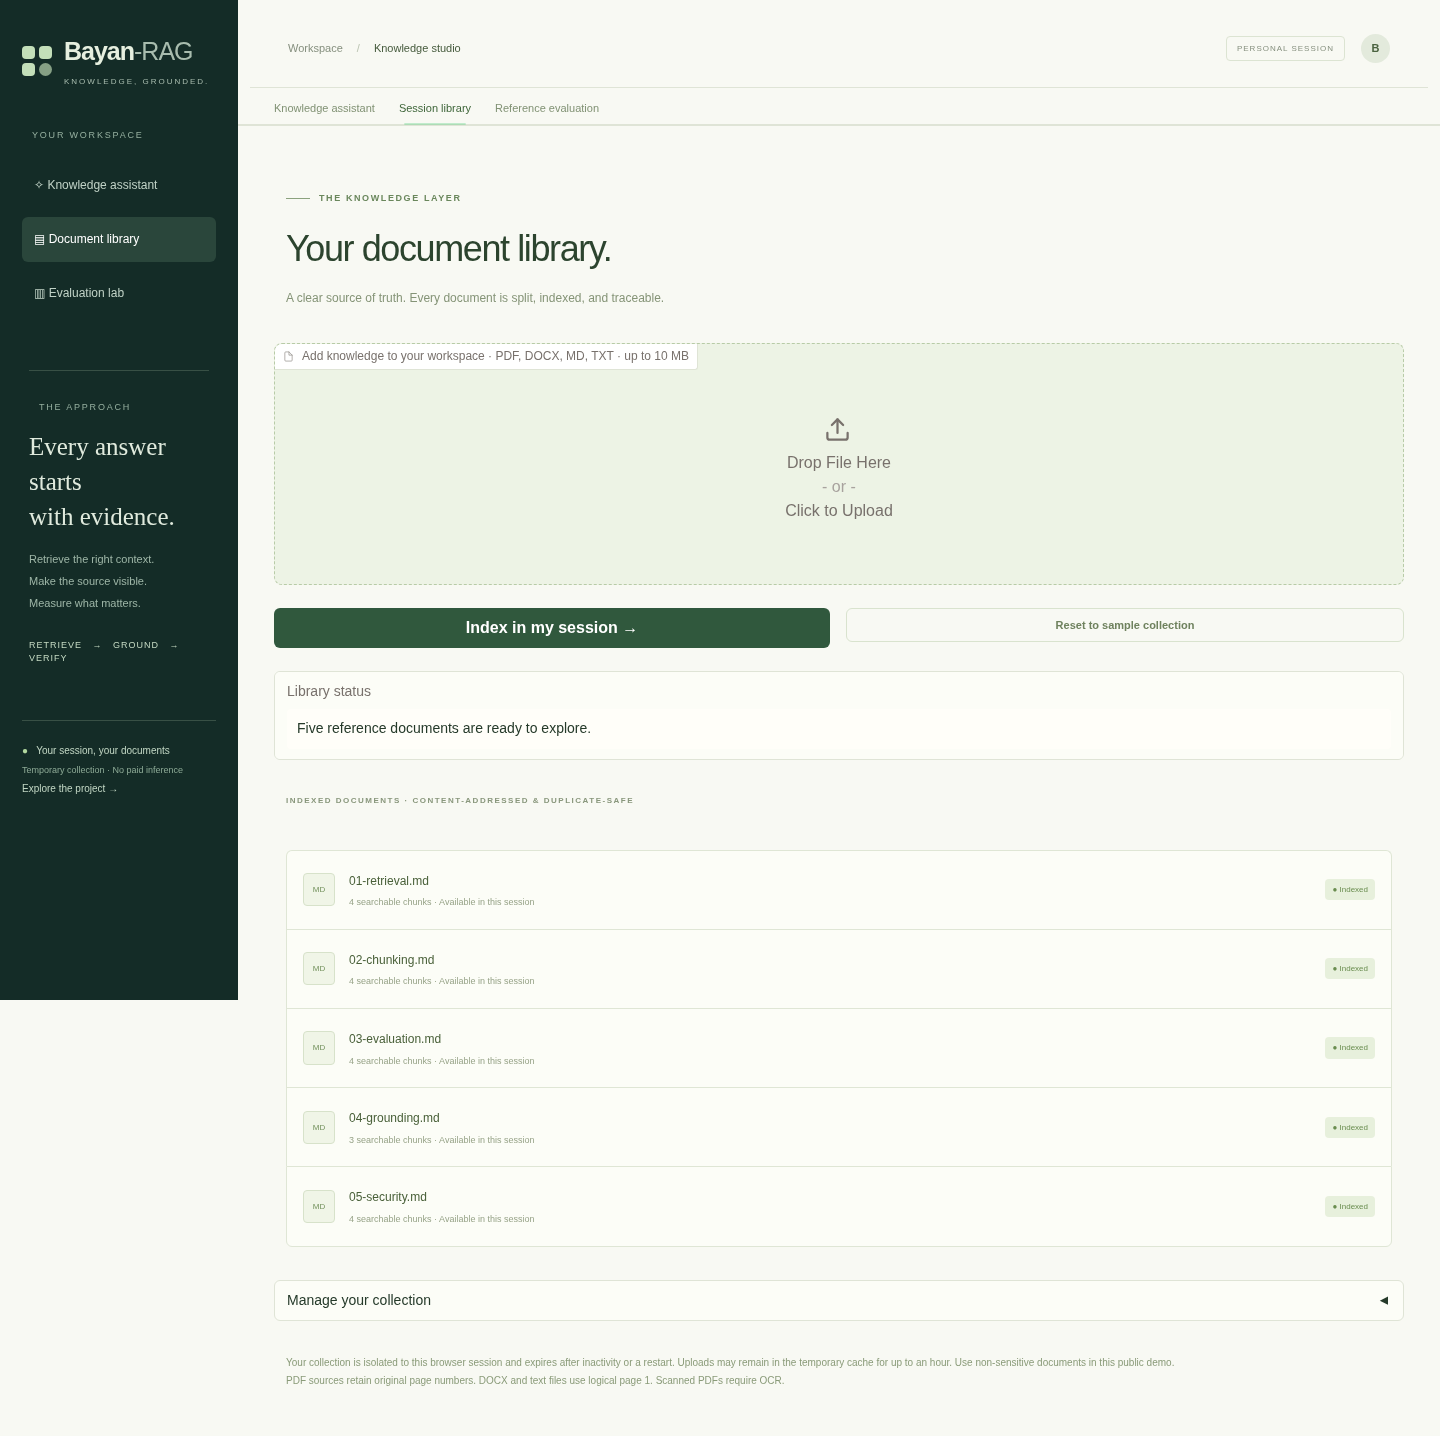 Bayan-RAG
KNOWLEDGE, GROUNDED.
YOUR WORKSPACE
✧ Knowledge assistant
▤ Document library
▥ Evaluation lab
THE APPROACH
Every answer
starts
with evidence.
Retrieve the right context.
Make the source visible.
Measure what matters.
RETRIEVE → GROUND →
VERIFY
● Your session, your documents
Temporary collection · No paid inference
Explore the project →
Workspace / Knowledge studio
PERSONAL SESSION
B
Knowledge assistant
Session library
Reference evaluation
THE KNOWLEDGE LAYER
Your document library.
A clear source of truth. Every document is split, indexed, and traceable.
Add knowledge to your workspace · PDF, DOCX, MD, TXT · up to 10 MB
Drop File Here
- or -
Click to Upload
Index in my session →
Reset to sample collection
Library status
Five reference documents are ready to explore.
INDEXED DOCUMENTS · CONTENT-ADDRESSED & DUPLICATE-SAFE
MD
01-retrieval.md
4 searchable chunks · Available in this session
● Indexed
MD
02-chunking.md
4 searchable chunks · Available in this session
● Indexed
MD
03-evaluation.md
4 searchable chunks · Available in this session
● Indexed
MD
04-grounding.md
3 searchable chunks · Available in this session
● Indexed
MD
05-security.md
4 searchable chunks · Available in this session
● Indexed
Manage your collection ◀
Your collection is isolated to this browser session and expires after inactivity or a restart. Uploads may remain in the temporary cache for up to an hour. Use non-sensitive documents in this public demo.
PDF sources retain original page numbers. DOCX and text files use logical page 1. Scanned PDFs require OCR.